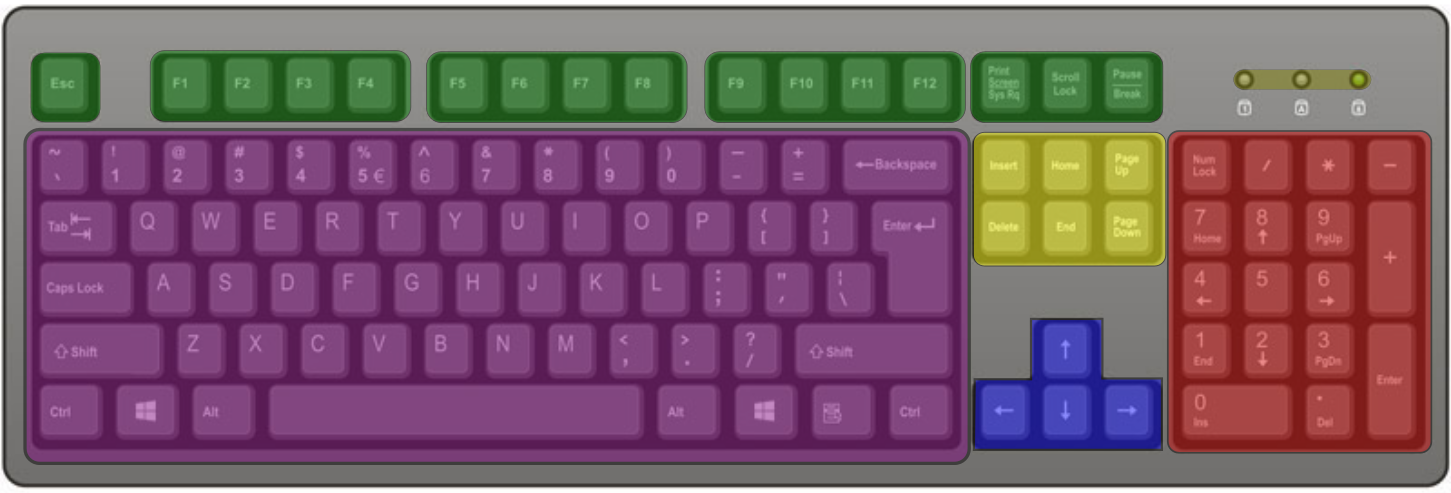 Esc F1 F2 F3 F4 F5 F6 F7 F8 F9 F10 F11 F12 Print Screen Sys Rq Scroll Lock Pause Break
1 A
~ ` ! 1 @ 2 # 3 $ 4 % 5 € ^ 6 & 7 * 8 ( 9 ) 0 — - + = ←Backspace Insert Home Page Up Num Lock / * −
Tab Q W E R T Y U I O P { [ } ] Enter ↵ Delete End Page Down 7 Home 8 ↑ 9 PgUp +
Caps Lock A S D F G H J K L : ; " , ¦ \ 4 ← 5 6 →
⇧ Shift Z X C V B N M < , > . ? / ⇧ Shift ↑ 1 End 2 ↓ 3 PgDn Enter
Ctrl Alt Alt Ctrl ← ↓ → 0 Ins . Del